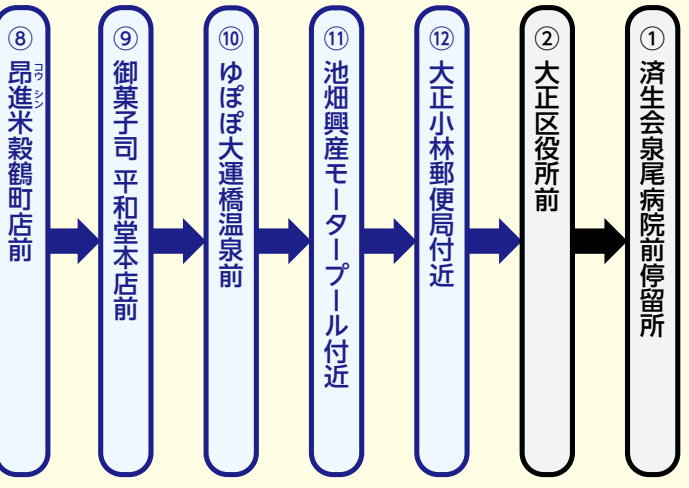 ⑧ 昂進米穀鶴町店前
コウ シン
⑨ 御菓子司 平和堂本店前
⑩ ゆぽぽ大運橋温泉前
⑪ 池畑興産モータープール付近
⑫ 大正小林郵便局付近
② 大正区役所前
① 済生会泉尾病院前停留所